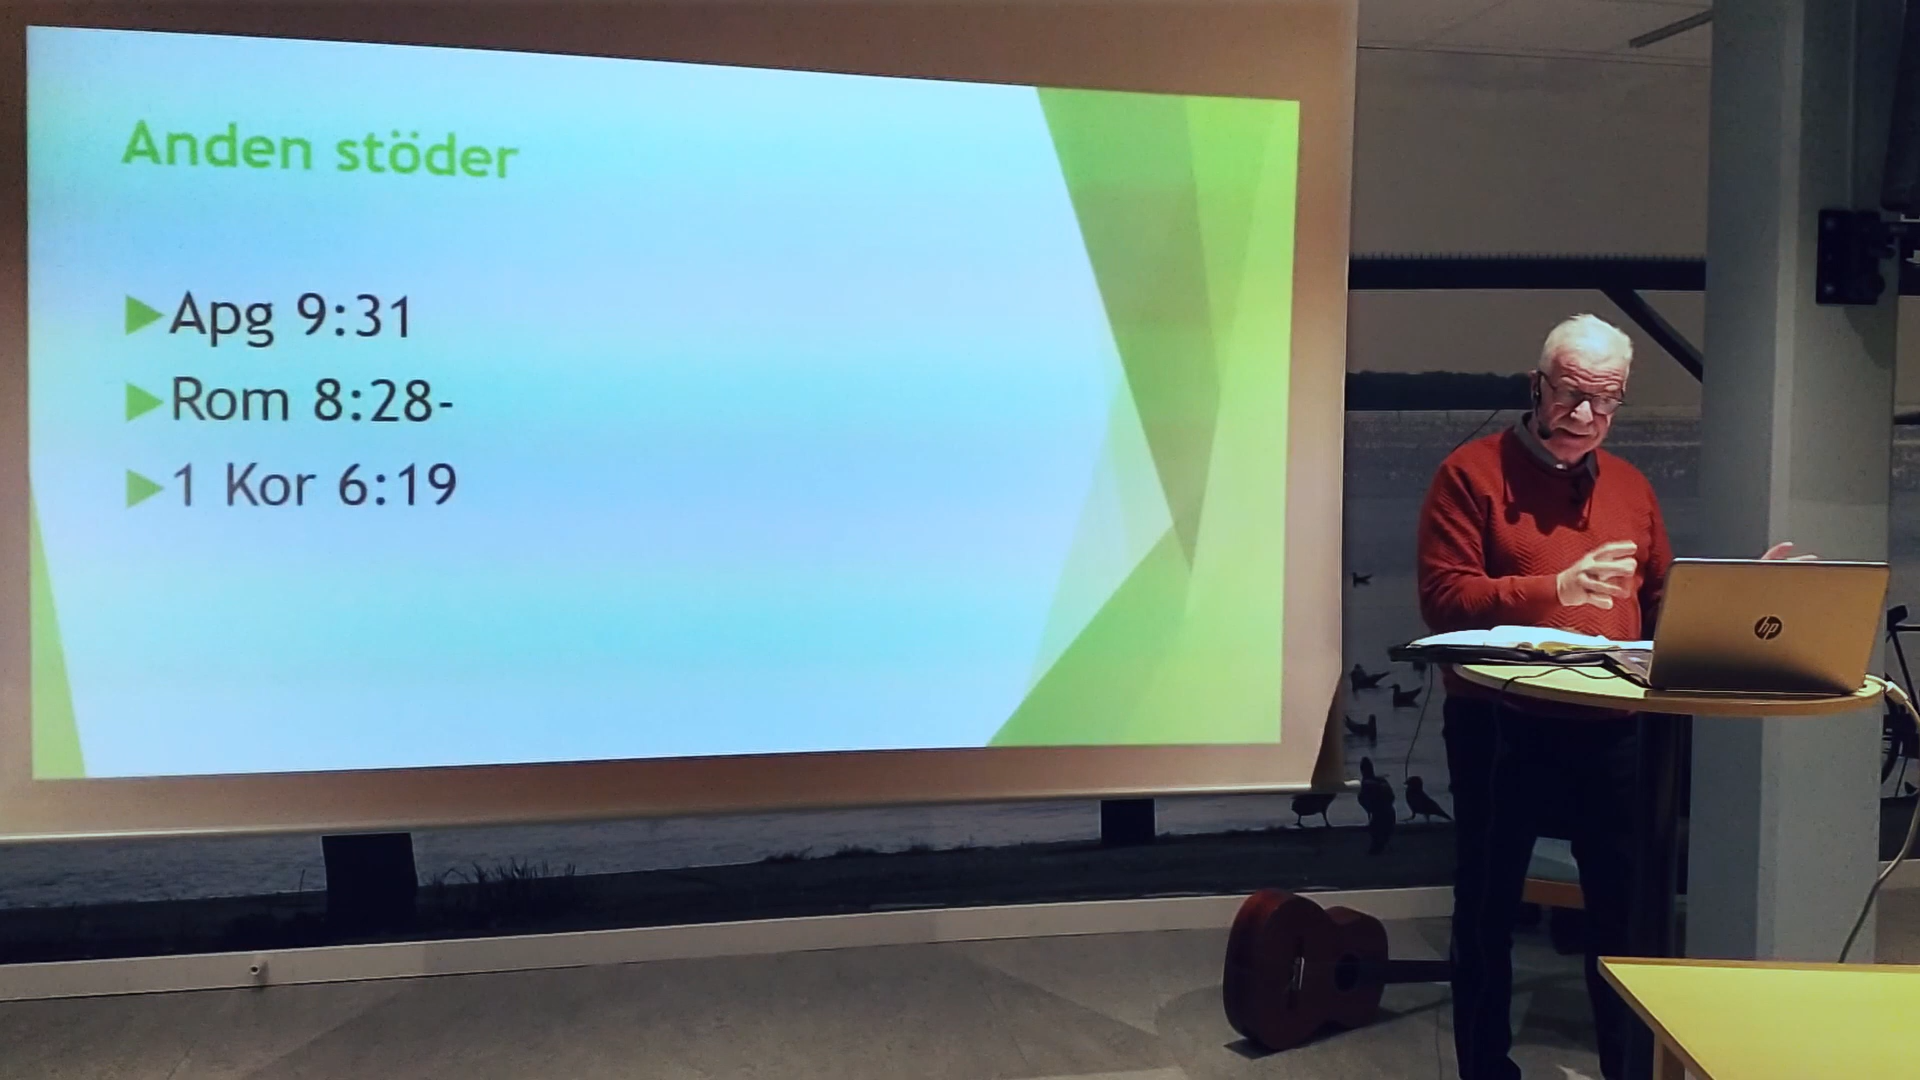 Anden stöder
Apg 9:31
Rom 8:28-
1 Kor 6:19
hp